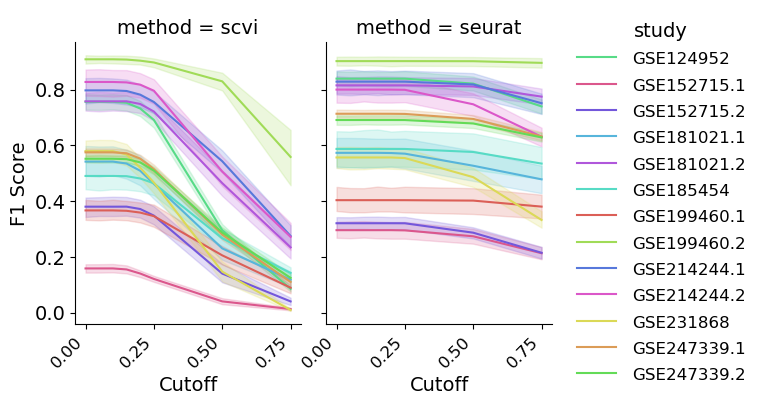 method = scvi
method = seurat
study
GSE124952
GSE152715.1
GSE152715.2
GSE181021.1
GSE181021.2
GSE185454
GSE199460.1
GSE199460.2
GSE214244.1
GSE214244.2
GSE231868
GSE247339.1
GSE247339.2
F1 Score
0.8
0.6
0.4
0.2
0.0
0.00 0.25 0.50 0.75
0.00 0.25 0.50 0.75
Cutoff
Cutoff